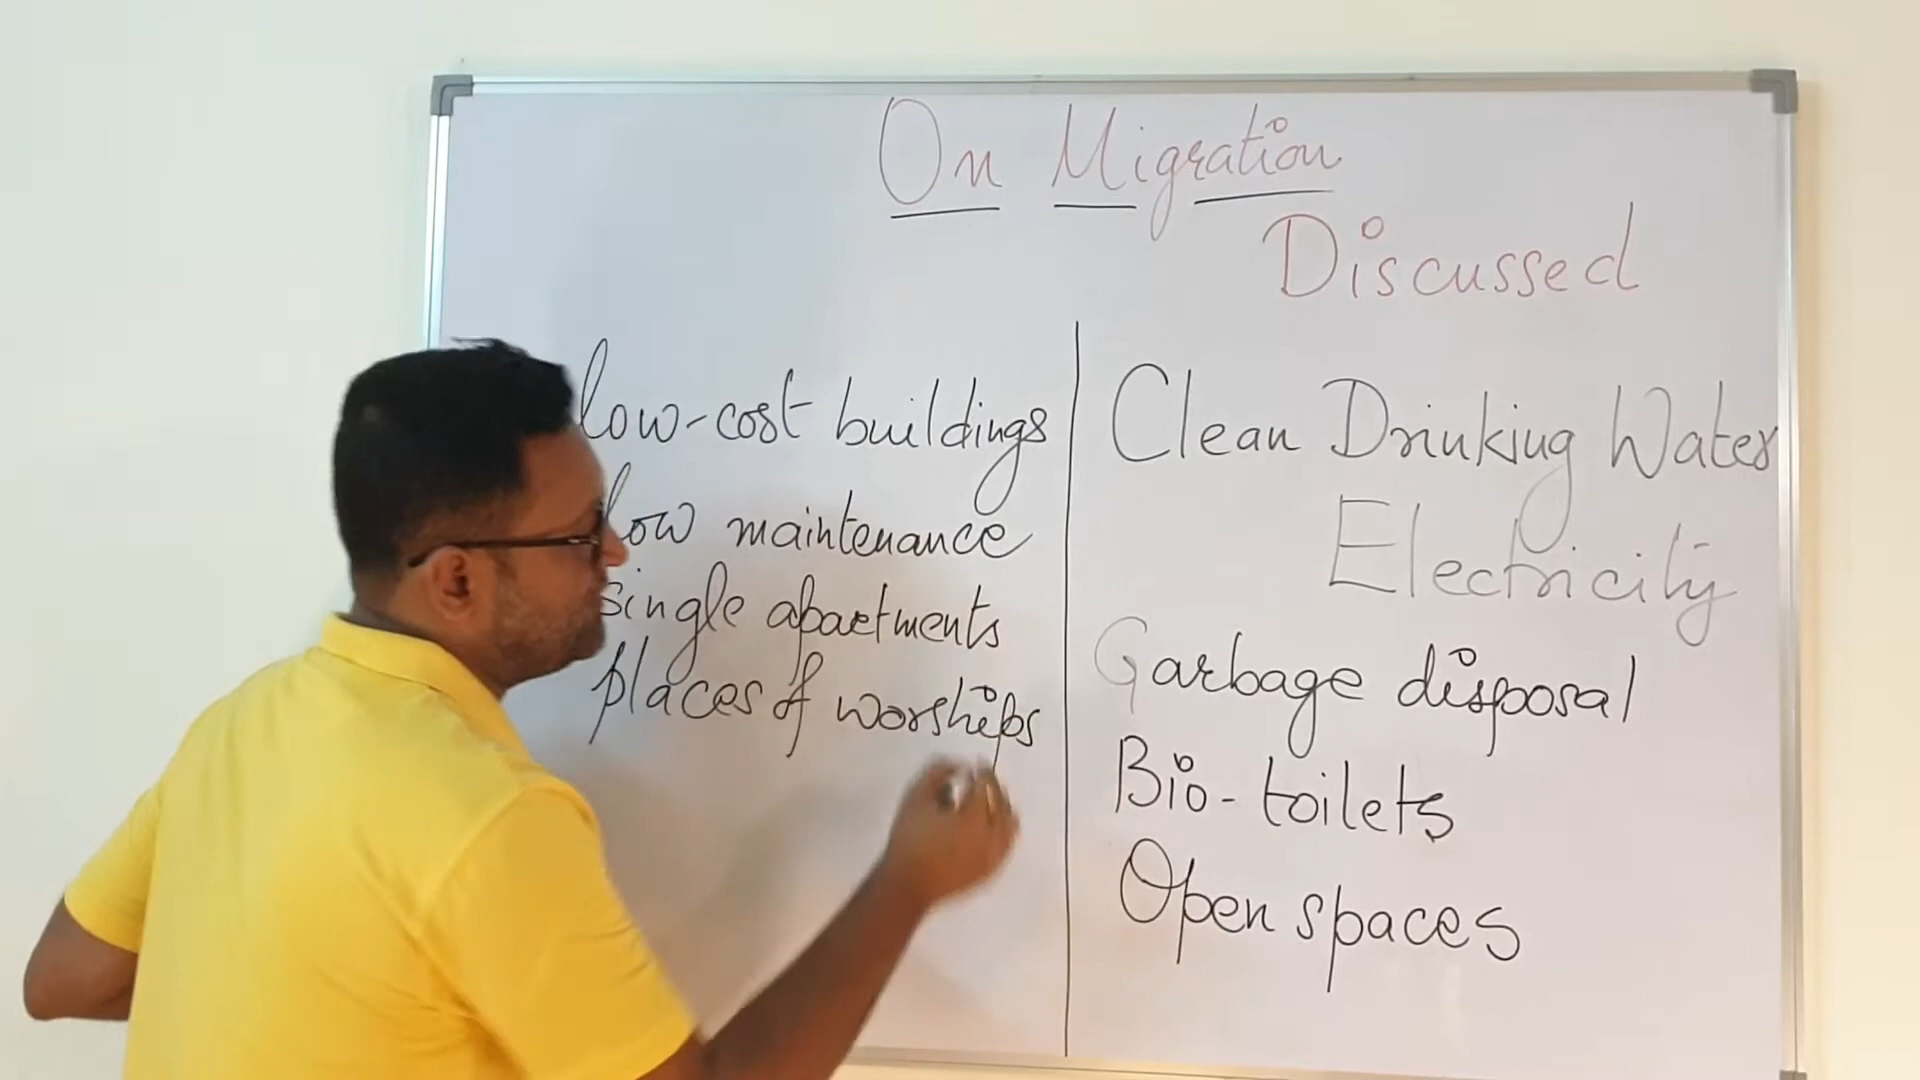 On Migration
Discussed
low-cost buildings
low maintenance
single apartments
places of worships
Clean Drinking Water
Electricity
Garbage disposal
Bio-toilets
Open spaces